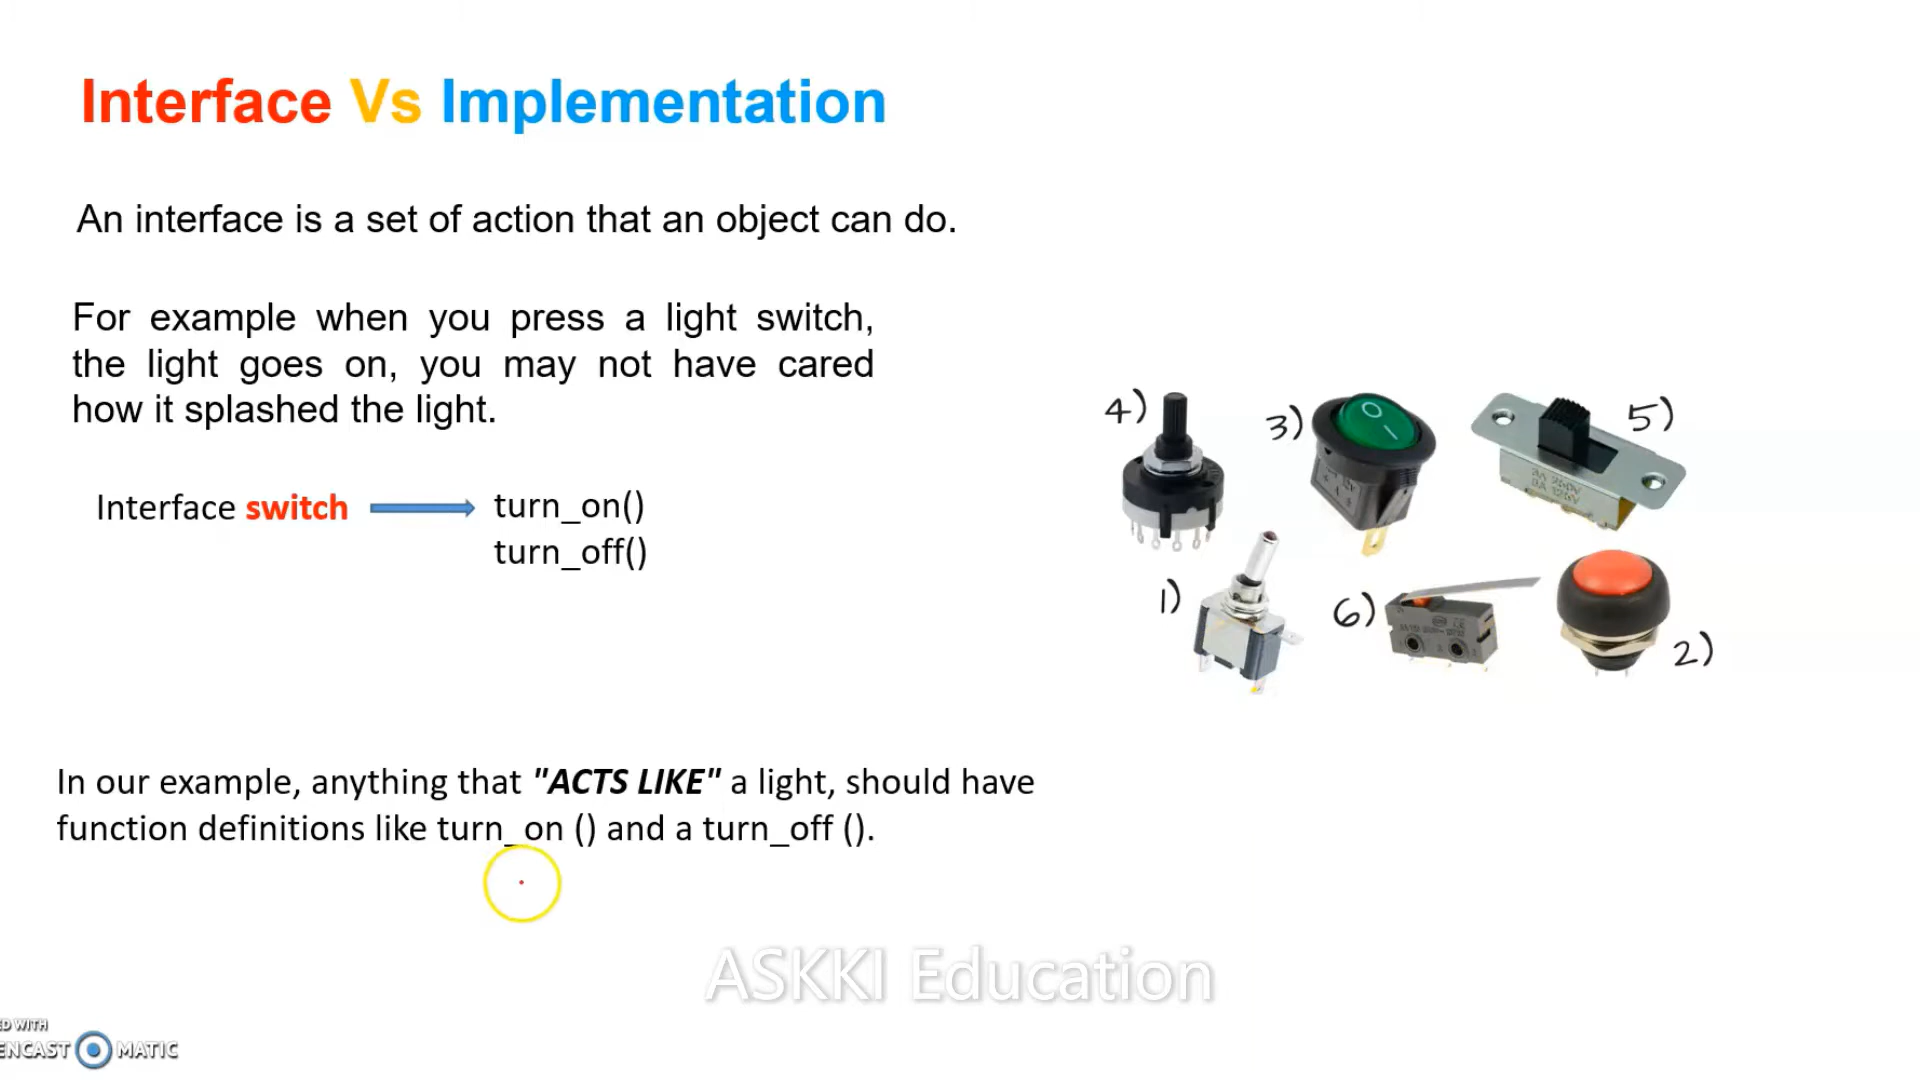 Interface Vs Implementation
An interface is a set of action that an object can do.
For example when you press a light switch,
the light goes on, you may not have cared
how it splashed the light.
Interface switch
turn_on()
turn_off()
4)
3)
5)
1)
6)
2)
In our example, anything that "ACTS LIKE" a light, should have
function definitions like turn_on () and a turn_off ().
ASKKI Education
ED WITH
ENCAST MATIC